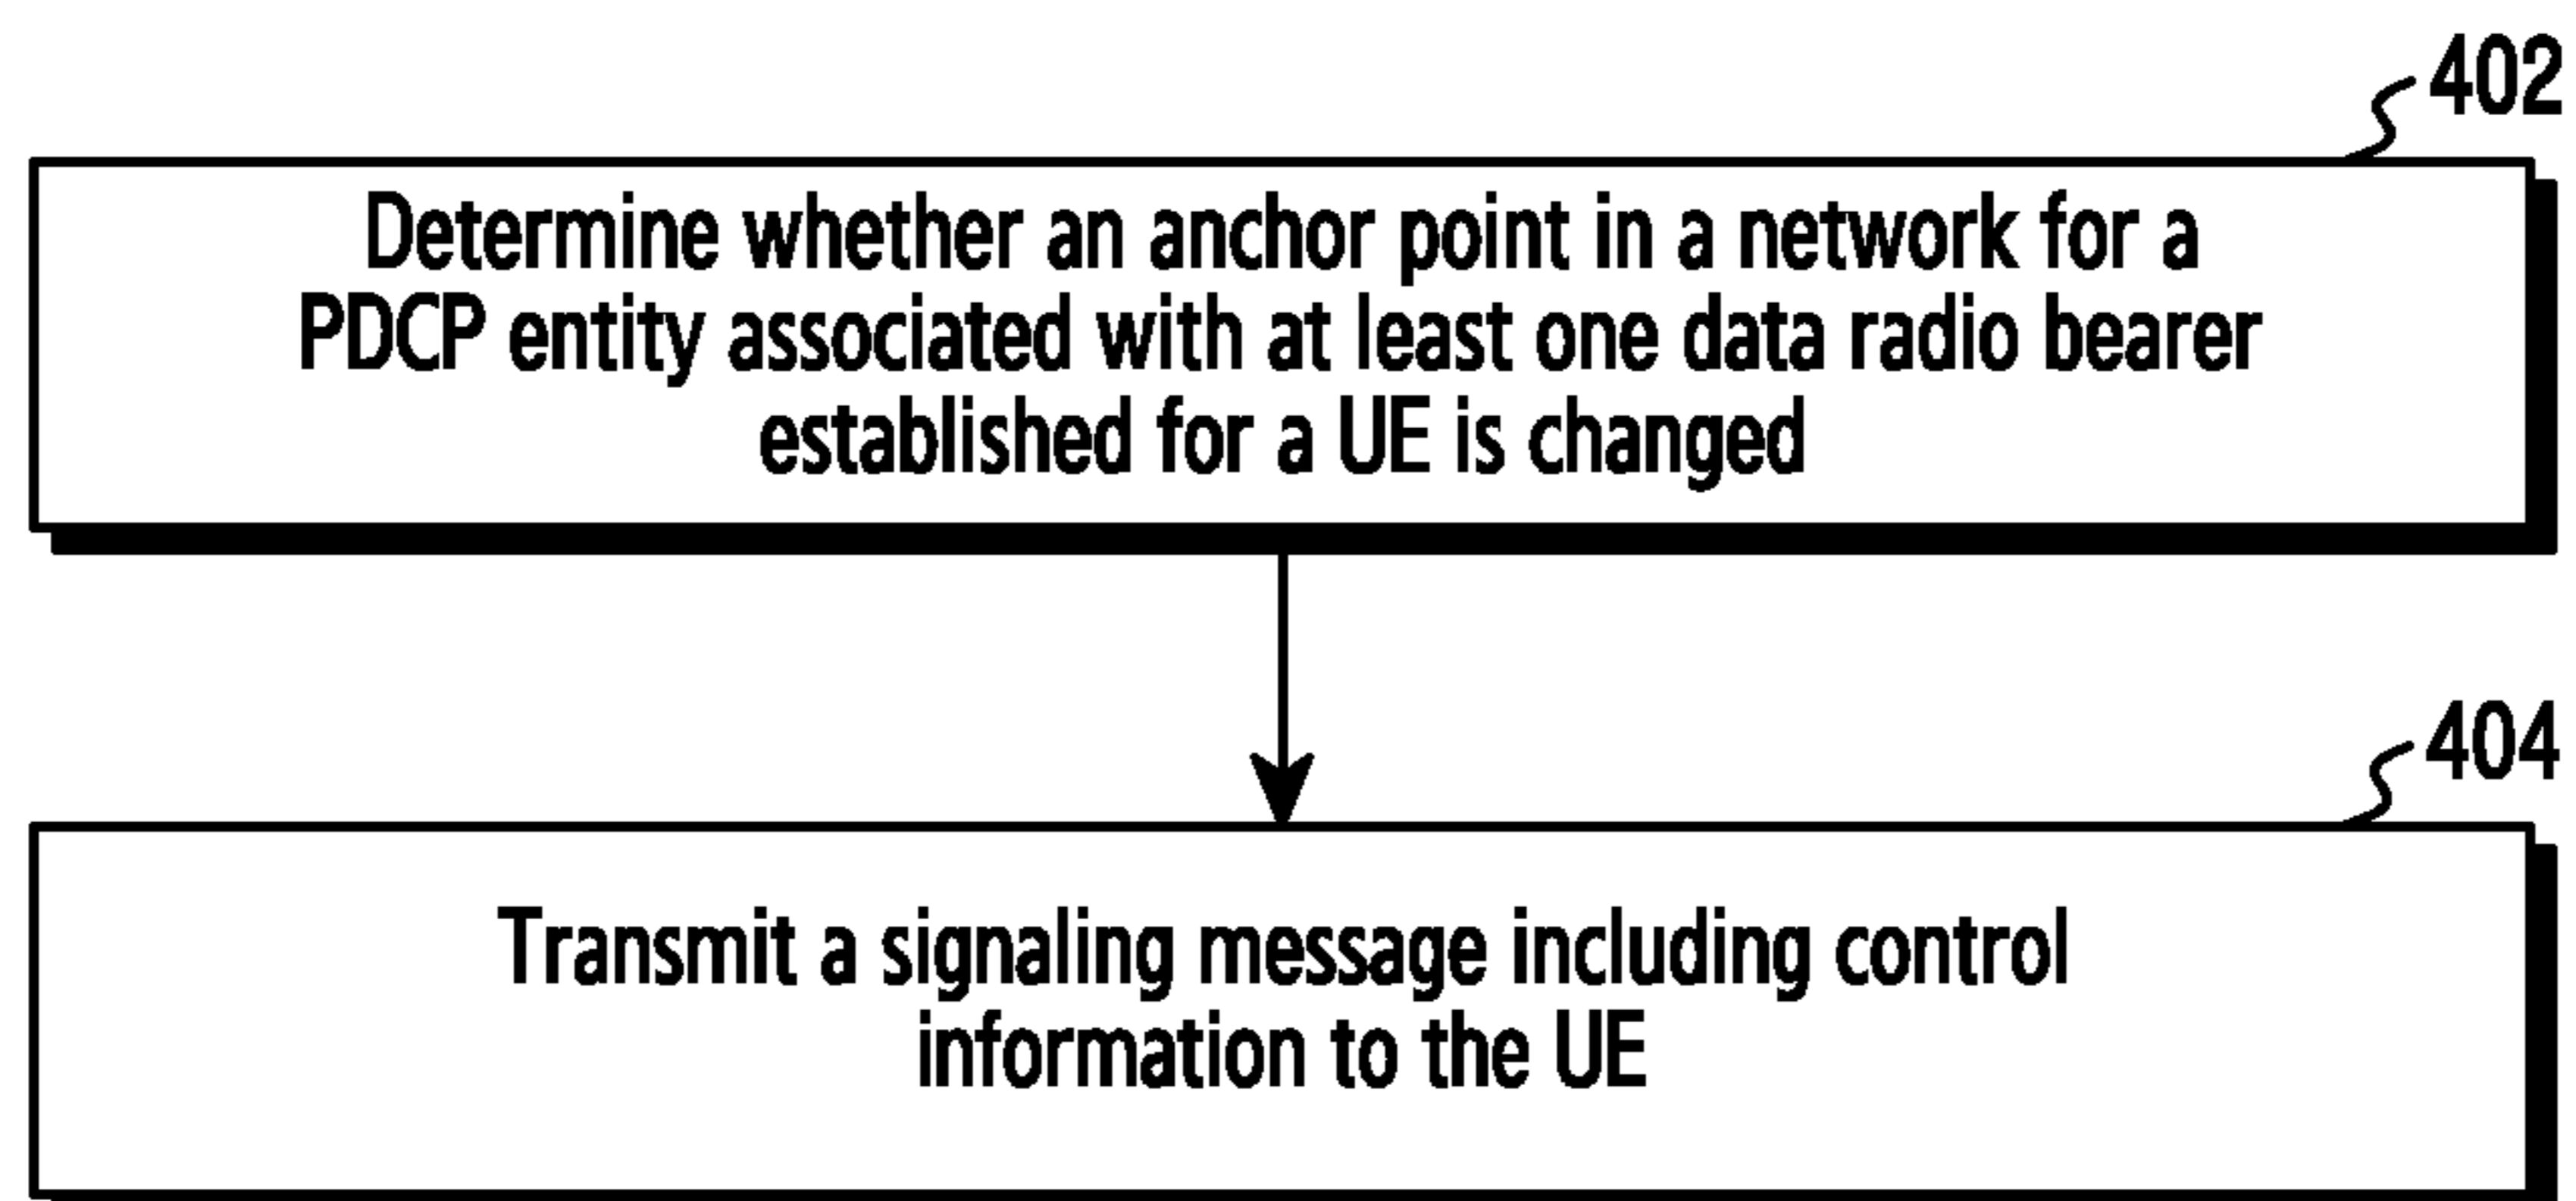 402
Determine whether an anchor point in a network for a
PDCP entity associated with at least one data radio bearer
established for a UE is changed
404
Transmit a signaling message including control
information to the UE